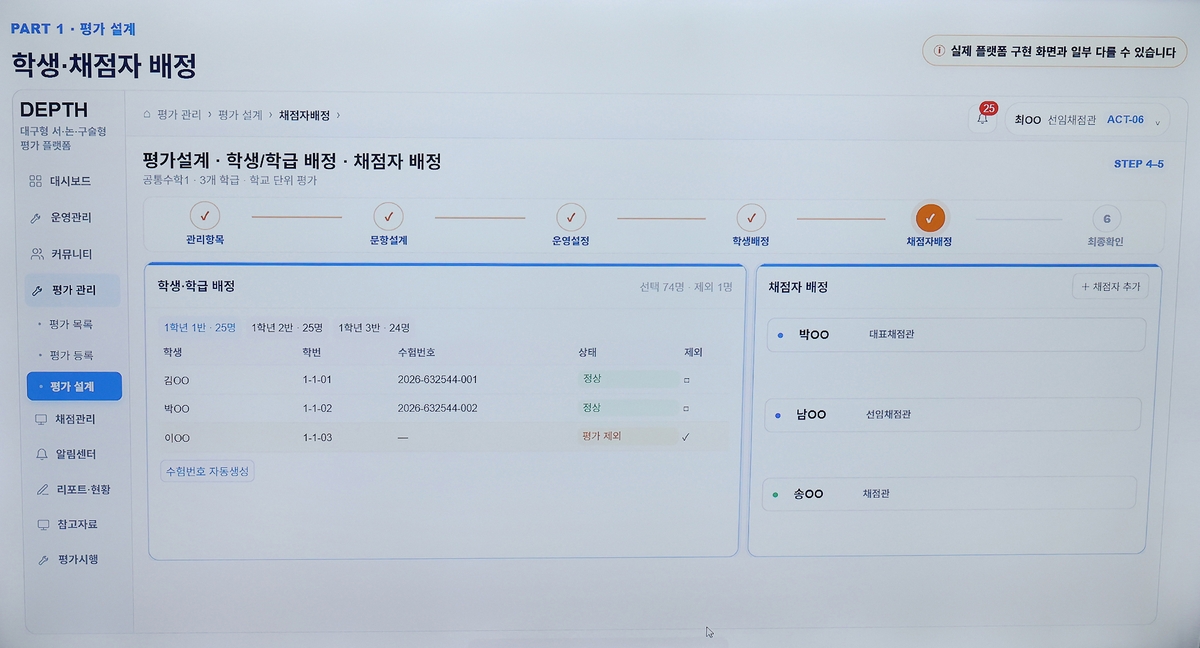 PART 1 · 평가 설계
학생·채점자 배정
실제 플랫폼 구현 화면과 일부 다를 수 있습니다
DEPTH
대구형 서·논·구술형
평가 플랫폼
대시보드
운영관리
커뮤니티
평가 관리
평가 목록
평가 등록
평가 설계
채점관리
알림센터
리포트·현황
참고자료
평가시행
평가 관리 › 평가 설계 › 채점자배정 ›
25
최OO 선임채점관 ACT-06
평가설계 · 학생/학급 배정 · 채점자 배정
공통수학1 · 3개 학급 · 학교 단위 평가
STEP 4–5
✓ ✓ ✓ ✓ ✓ 6
관리항목 문항설계 운영설정 학생배정 채점자배정 최종확인
학생·학급 배정 선택 74명 · 제외 1명
1학년 1반 · 25명 1학년 2반 · 25명 1학년 3반 · 24명
학생 학번 수험번호 상태 제외
김OO 1-1-01 2026-632544-001 정상 □
박OO 1-1-02 2026-632544-002 정상 □
이OO 1-1-03 — 평가 제외 ✓
수험번호 자동생성
채점자 배정 + 채점자 추가
박OO 대표채점관
남OO 선임채점관
송OO 채점관